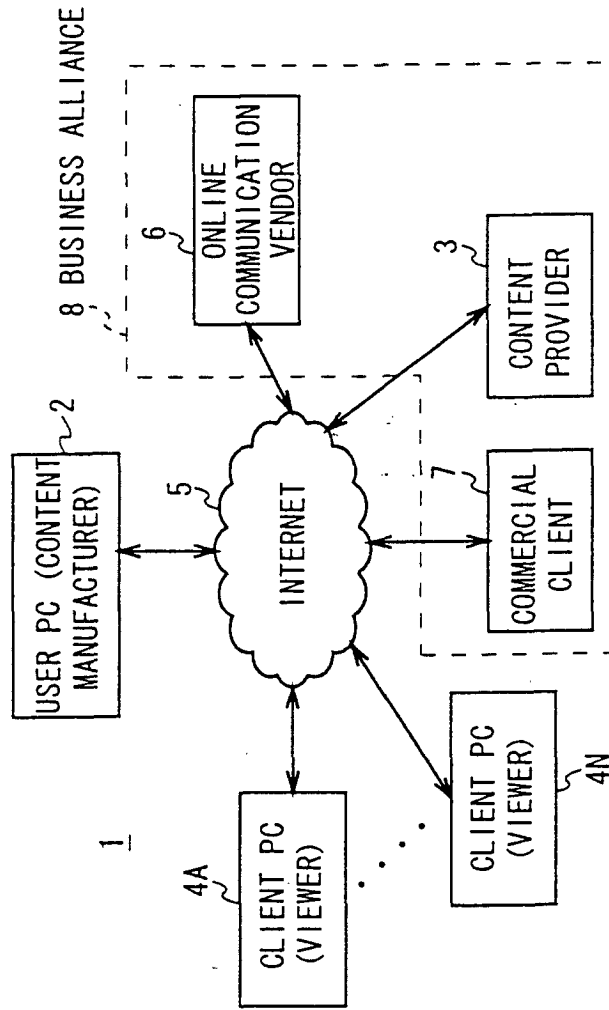 1
USER PC (CONTENT
MANUFACTURER)
2
8 BUSINESS ALLIANCE
6
ONLINE
COMMUNICATION
VENDOR
5
INTERNET
4A
CLIENT PC
(VIEWER)
CLIENT PC
(VIEWER)
4N
7
COMMERCIAL
CLIENT
3
CONTENT
PROVIDER